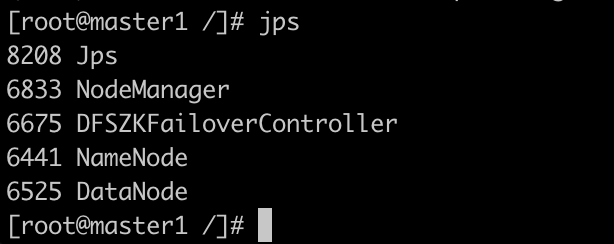 [root@master1 /]# jps
8208 Jps
6833 NodeManager
6675 DFSZKFailoverController
6441 NameNode
6525 DataNode
[root@master1 /]#